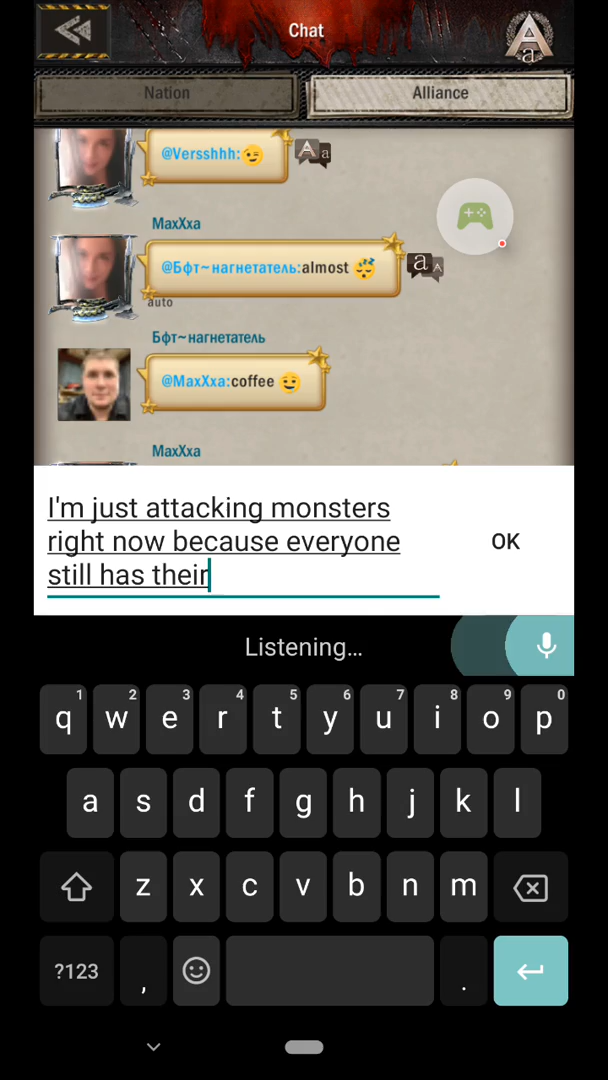 Chat
A
a
Nation
Alliance
@Versshhh:😉
A a
MaxXxa
@Бфт~нагнетатель:almost 😴
a A
auto
Бфт~нагнетатель
@MaxXxa:coffee 🤤
MaxXxa
I'm just attacking monsters
right now because everyone
still has their
OK
Listening...
1 2 3 4 5 6 7 8 9 0
q w e r t y u i o p
a s d f g h j k l
z x c v b n m
?123 , .